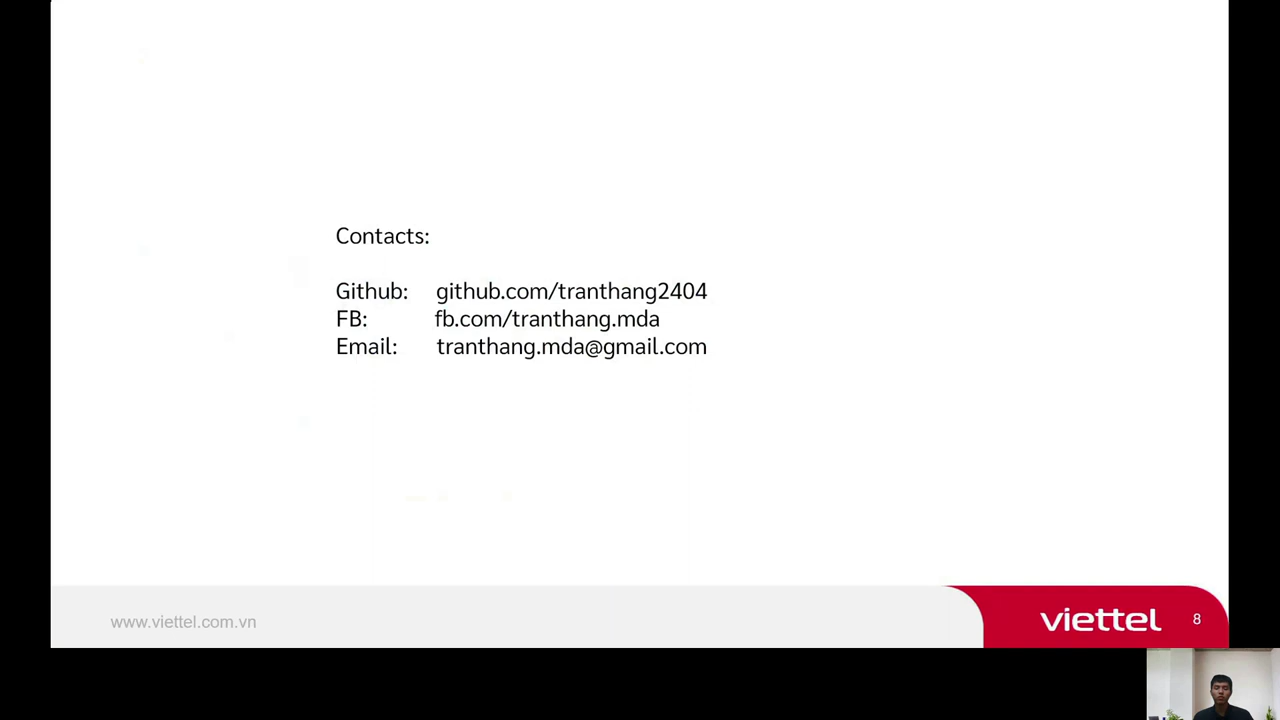 Contacts:
Github: github.com/tranthang2404
FB: fb.com/tranthang.mda
Email: tranthang.mda@gmail.com
www.viettel.com.vn
viettel
8